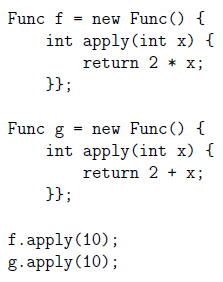 Func f = new Func() {
    int apply(int x) {
        return 2 * x;
    }};

Func g = new Func() {
    int apply(int x) {
        return 2 + x;
    }};

f.apply(10);
g.apply(10);